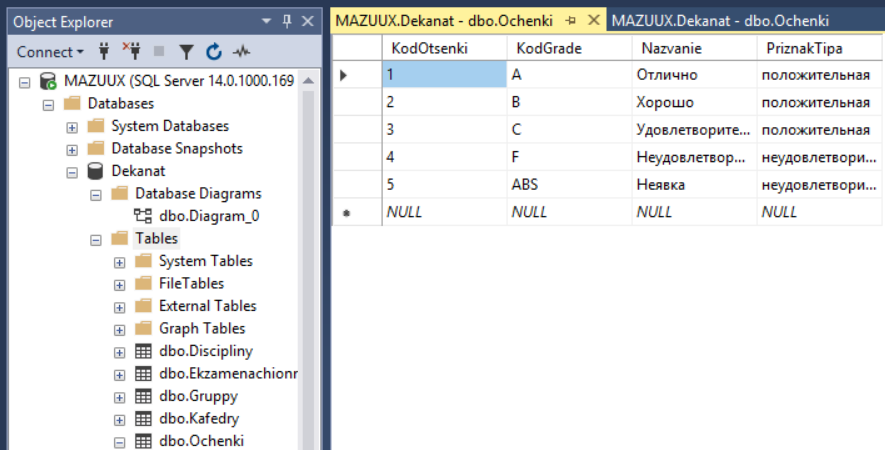 Object Explorer
Connect
MAZUUX (SQL Server 14.0.1000.169
Databases
System Databases
Database Snapshots
Dekanat
Database Diagrams
dbo.Diagram_0
Tables
System Tables
FileTables
External Tables
Graph Tables
dbo.Discipliny
dbo.Ekzamenachionn
dbo.Gruppy
dbo.Kafedry
dbo.Ochenki
MAZUUX.Dekanat - dbo.Ochenki MAZUUX.Dekanat - dbo.Ochenki
KodOtsenki KodGrade Nazvanie PriznakTipa
1 A Отлично положительная
2 B Хорошо положительная
3 C Удовлетворите... положительная
4 F Неудовлетвор... неудовлетвори...
5 ABS Неявка неудовлетвори...
NULL NULL NULL NULL